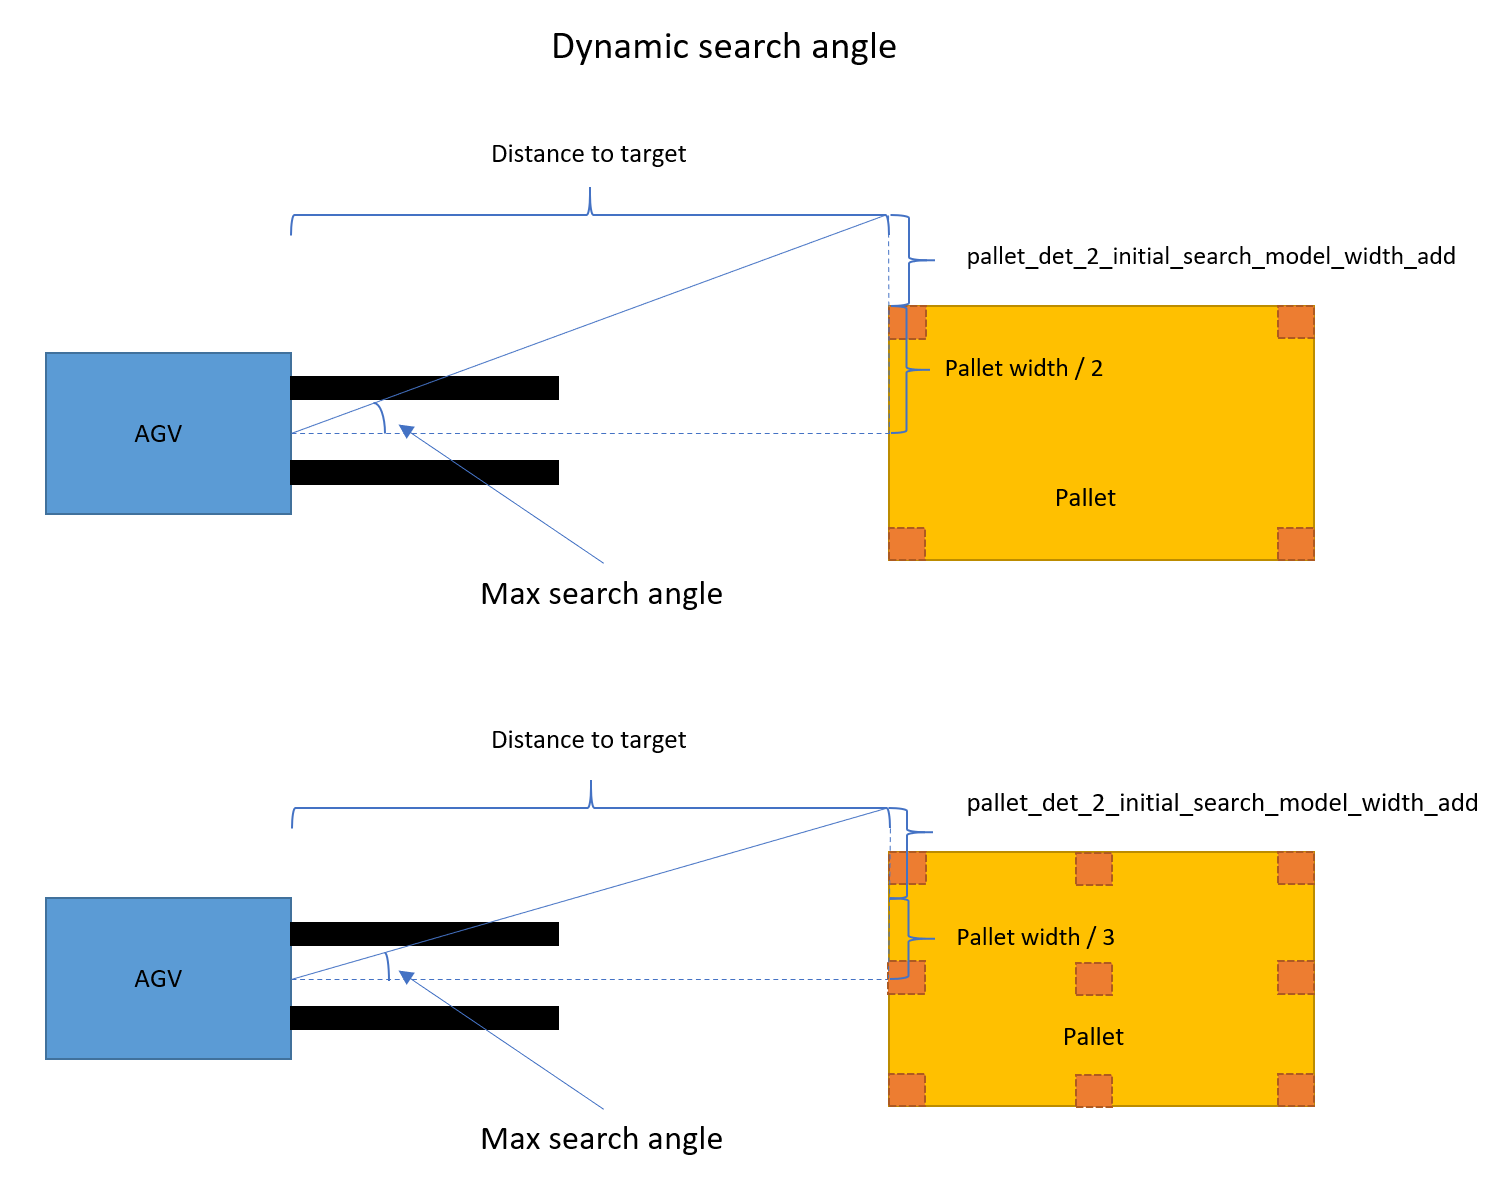 Dynamic search angle
Distance to target
pallet_det_2_initial_search_model_width_add
Pallet width / 2
AGV
Pallet
Max search angle
Distance to target
pallet_det_2_initial_search_model_width_add
Pallet width / 3
AGV
Pallet
Max search angle